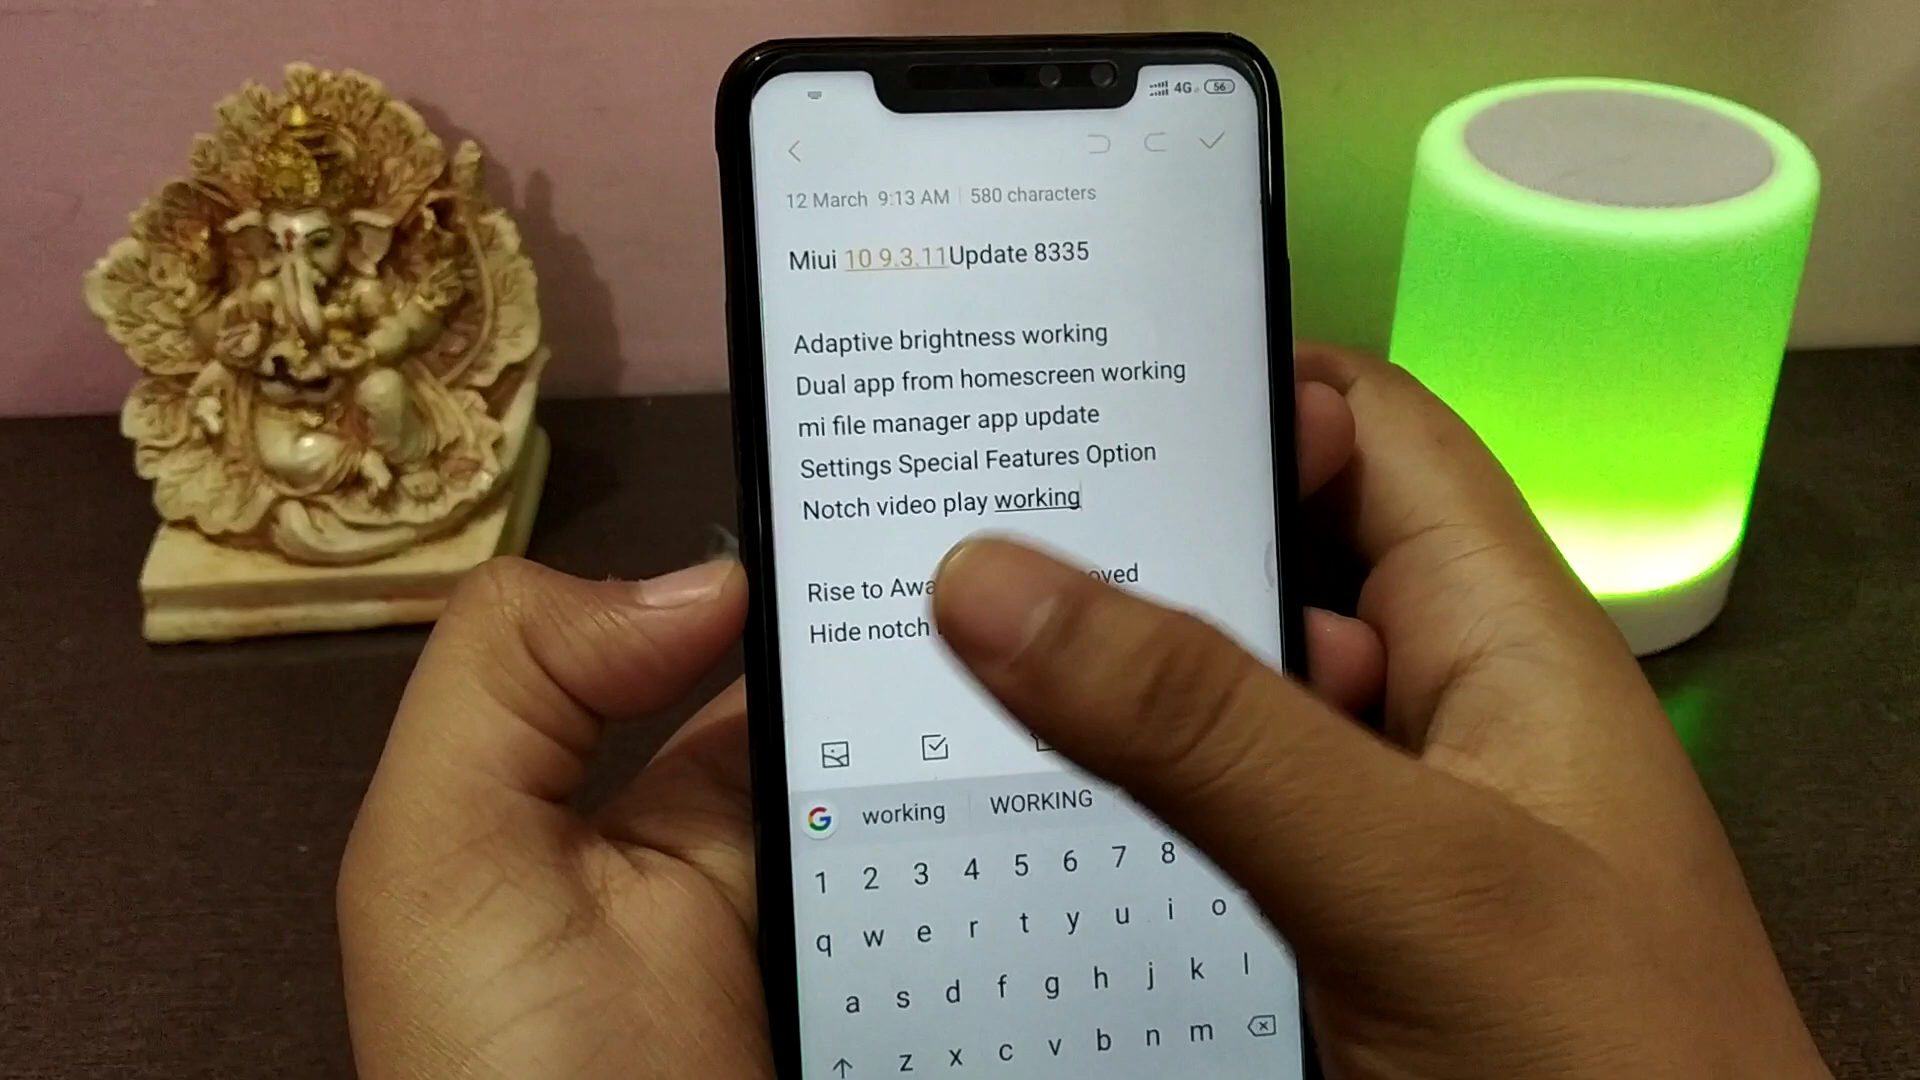 4G 56
12 March 9:13 AM 580 characters
Miui 10 9.3.11Update 8335
Adaptive brightness working
Dual app from homescreen working
mi file manager app update
Settings Special Features Option
Notch video play working
Rise to
Hide notch
G working WORKING
1 2 3 4 5 6 7 8
q w e r t y u i o
a s d f g h j k l
z x c v b n m